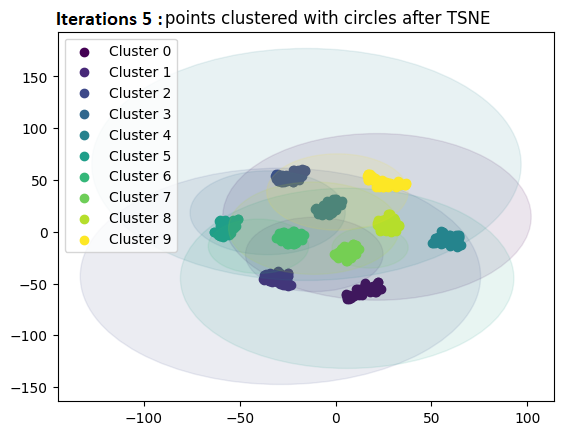 Iterations 5 : points clustered with circles after TSNE
Cluster 0
Cluster 1
Cluster 2
Cluster 3
Cluster 4
Cluster 5
Cluster 6
Cluster 7
Cluster 8
Cluster 9
150
100
50
0
−50
−100
−150
−100
−50
0
50
100